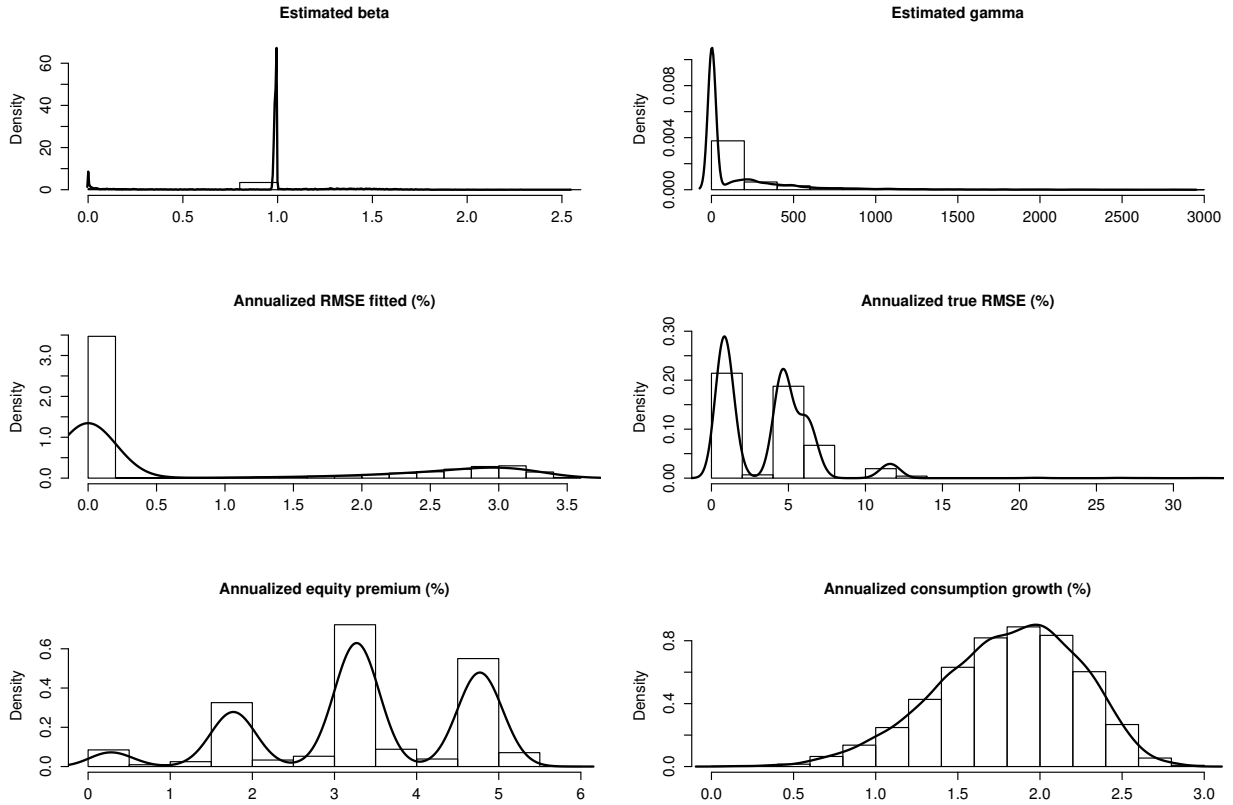 Estimated beta
Density
0 20 40 60
0.0 0.5 1.0 1.5 2.0 2.5
Estimated gamma
Density
0.000 0.004 0.008
0 500 1000 1500 2000 2500 3000
Annualized RMSE fitted (%)
Density
0.0 1.0 2.0 3.0
0.0 0.5 1.0 1.5 2.0 2.5 3.0 3.5
Annualized true RMSE (%)
Density
0.00 0.10 0.20 0.30
0 5 10 15 20 25 30
Annualized equity premium (%)
Density
0.0 0.2 0.4 0.6
0 1 2 3 4 5 6
Annualized consumption growth (%)
Density
0.0 0.4 0.8
0.0 0.5 1.0 1.5 2.0 2.5 3.0